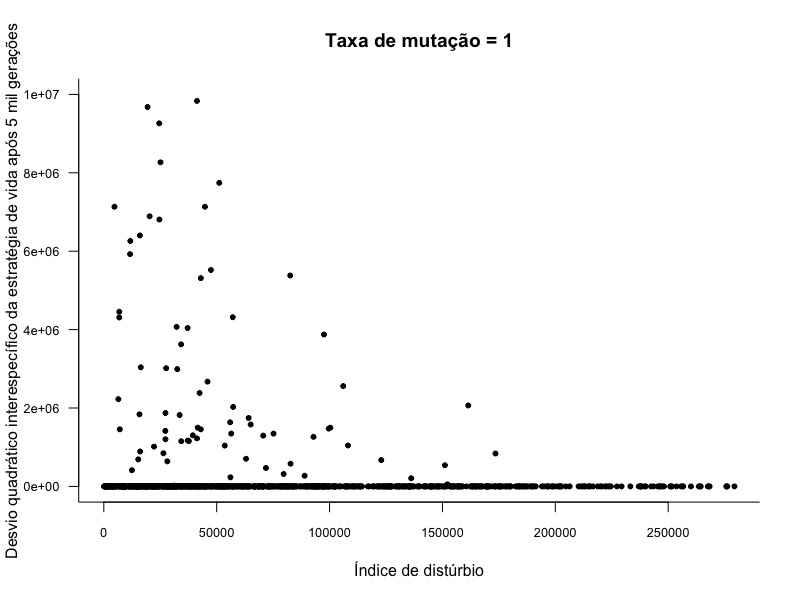 Taxa de mutação = 1
Desvio quadrático interespecífico da estratégia de vida após 5 mil gerações
1e+07
8e+06
6e+06
4e+06
2e+06
0e+00
0 50000 100000 150000 200000 250000
Índice de distúrbio